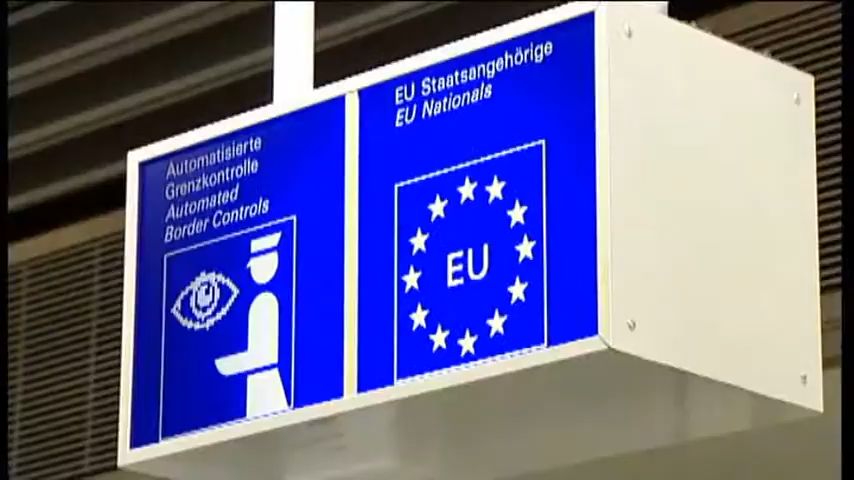 Automatisierte
Grenzkontrolle
Automated
Border Controls
EU Staatsangehörige
EU Nationals
EU